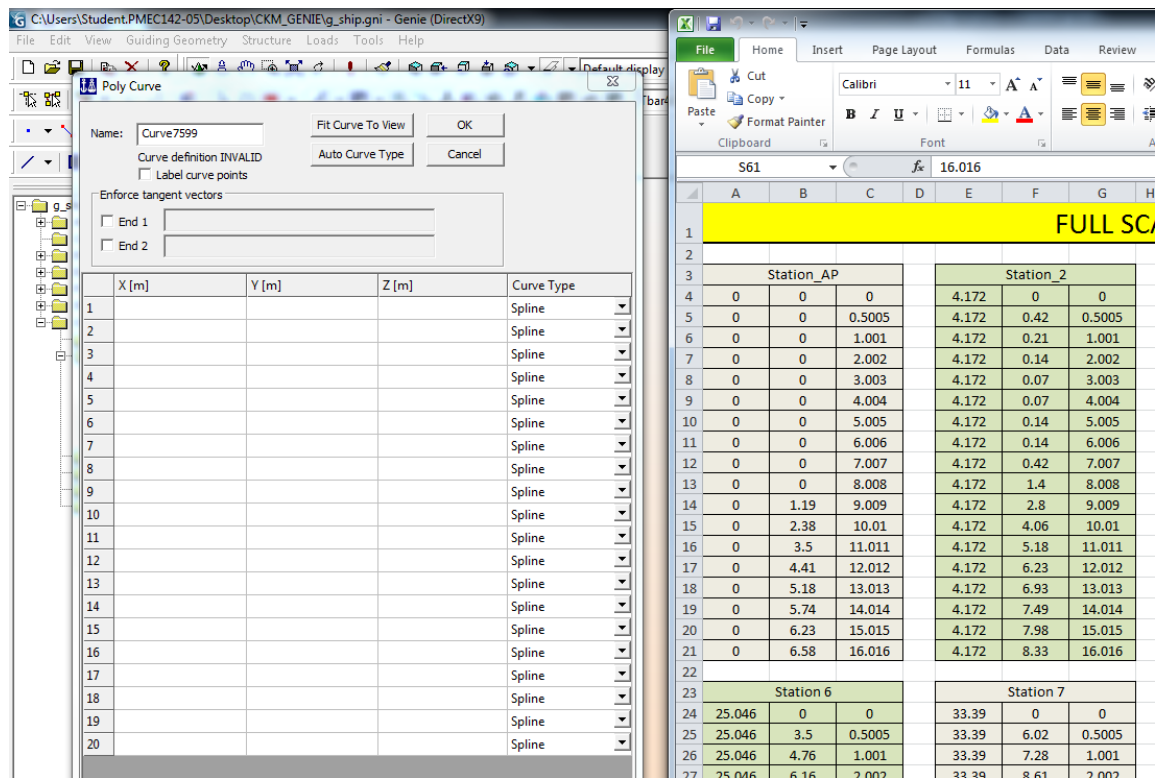 C:\Users\Student.PMEC142-05\Desktop\CKM_GENIE\g_ship.gni - Genie (DirectX9)
File Edit View Guiding Geometry Structure Loads Tools Help
Default display
Poly Curve
Tbar
Name: Curve7599
Fit Curve To View OK
Curve definition INVALID
Auto Curve Type Cancel
Label curve points
Enforce tangent vectors
End 1
End 2
g_s
X [m] Y [m] Z [m] Curve Type
1 Spline
2 Spline
3 Spline
4 Spline
5 Spline
6 Spline
7 Spline
8 Spline
9 Spline
10 Spline
11 Spline
12 Spline
13 Spline
14 Spline
15 Spline
16 Spline
17 Spline
18 Spline
19 Spline
20 Spline
File Home Insert Page Layout Formulas Data Review
Paste Cut
Copy
Format Painter
Calibri 11
B I U
Clipboard Font
S61 fx 16.016
A B C D E F G H
1 FULL SCA
2
3 Station_AP Station_2
4 0 0 0 4.172 0 0
5 0 0 0.5005 4.172 0.42 0.5005
6 0 0 1.001 4.172 0.21 1.001
7 0 0 2.002 4.172 0.14 2.002
8 0 0 3.003 4.172 0.07 3.003
9 0 0 4.004 4.172 0.07 4.004
10 0 0 5.005 4.172 0.14 5.005
11 0 0 6.006 4.172 0.14 6.006
12 0 0 7.007 4.172 0.42 7.007
13 0 0 8.008 4.172 1.4 8.008
14 0 1.19 9.009 4.172 2.8 9.009
15 0 2.38 10.01 4.172 4.06 10.01
16 0 3.5 11.011 4.172 5.18 11.011
17 0 4.41 12.012 4.172 6.23 12.012
18 0 5.18 13.013 4.172 6.93 13.013
19 0 5.74 14.014 4.172 7.49 14.014
20 0 6.23 15.015 4.172 7.98 15.015
21 0 6.58 16.016 4.172 8.33 16.016
22
23 Station 6 Station 7
24 25.046 0 0 33.39 0 0
25 25.046 3.5 0.5005 33.39 6.02 0.5005
26 25.046 4.76 1.001 33.39 7.28 1.001
27 25.046 6.16 2.002 33.39 8.61 2.002